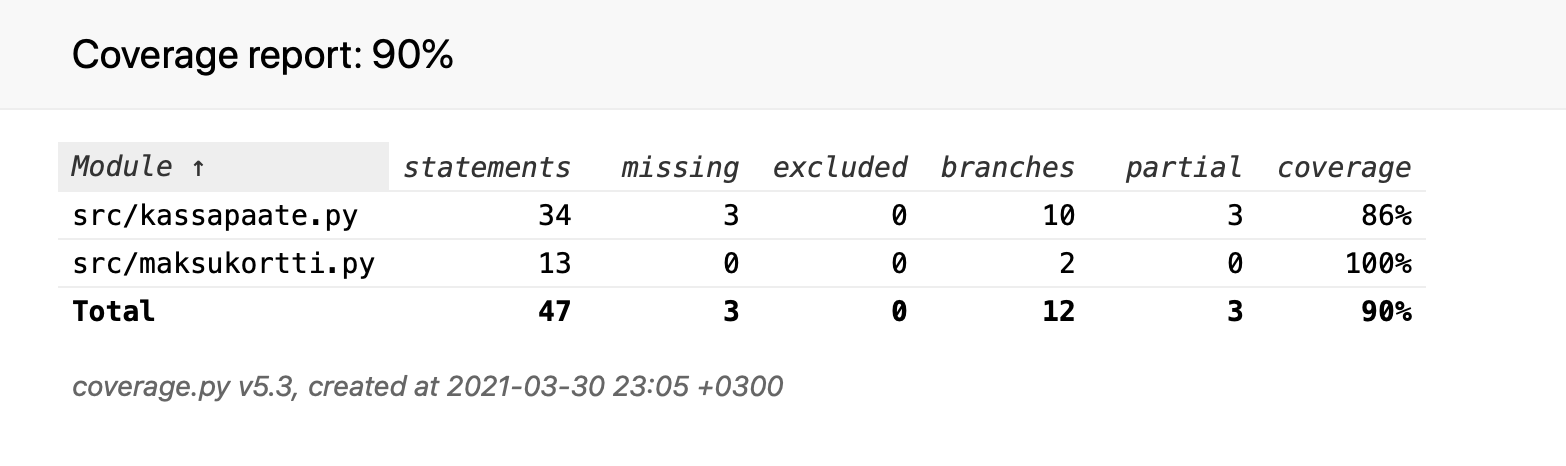 Coverage report: 90%
Module ↑ statements missing excluded branches partial coverage
src/kassapaate.py 34 3 0 10 3 86%
src/maksukortti.py 13 0 0 2 0 100%
Total 47 3 0 12 3 90%
coverage.py v5.3, created at 2021-03-30 23:05 +0300